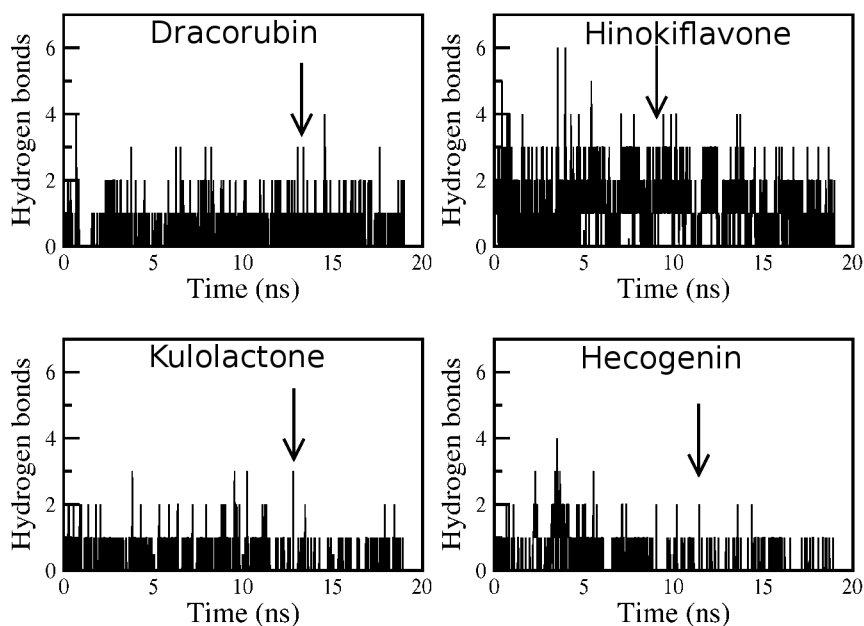 Dracorubin
Hydrogen bonds
6
4
2
0
0 5 10 15 20
Time (ns)
Hinokiflavone
Hydrogen bonds
6
4
2
0
0 5 10 15 20
Time (ns)
Kulolactone
Hydrogen bonds
6
4
2
0
0 5 10 15 20
Time (ns)
Hecogenin
Hydrogen bonds
6
4
2
0
0 5 10 15 20
Time (ns)